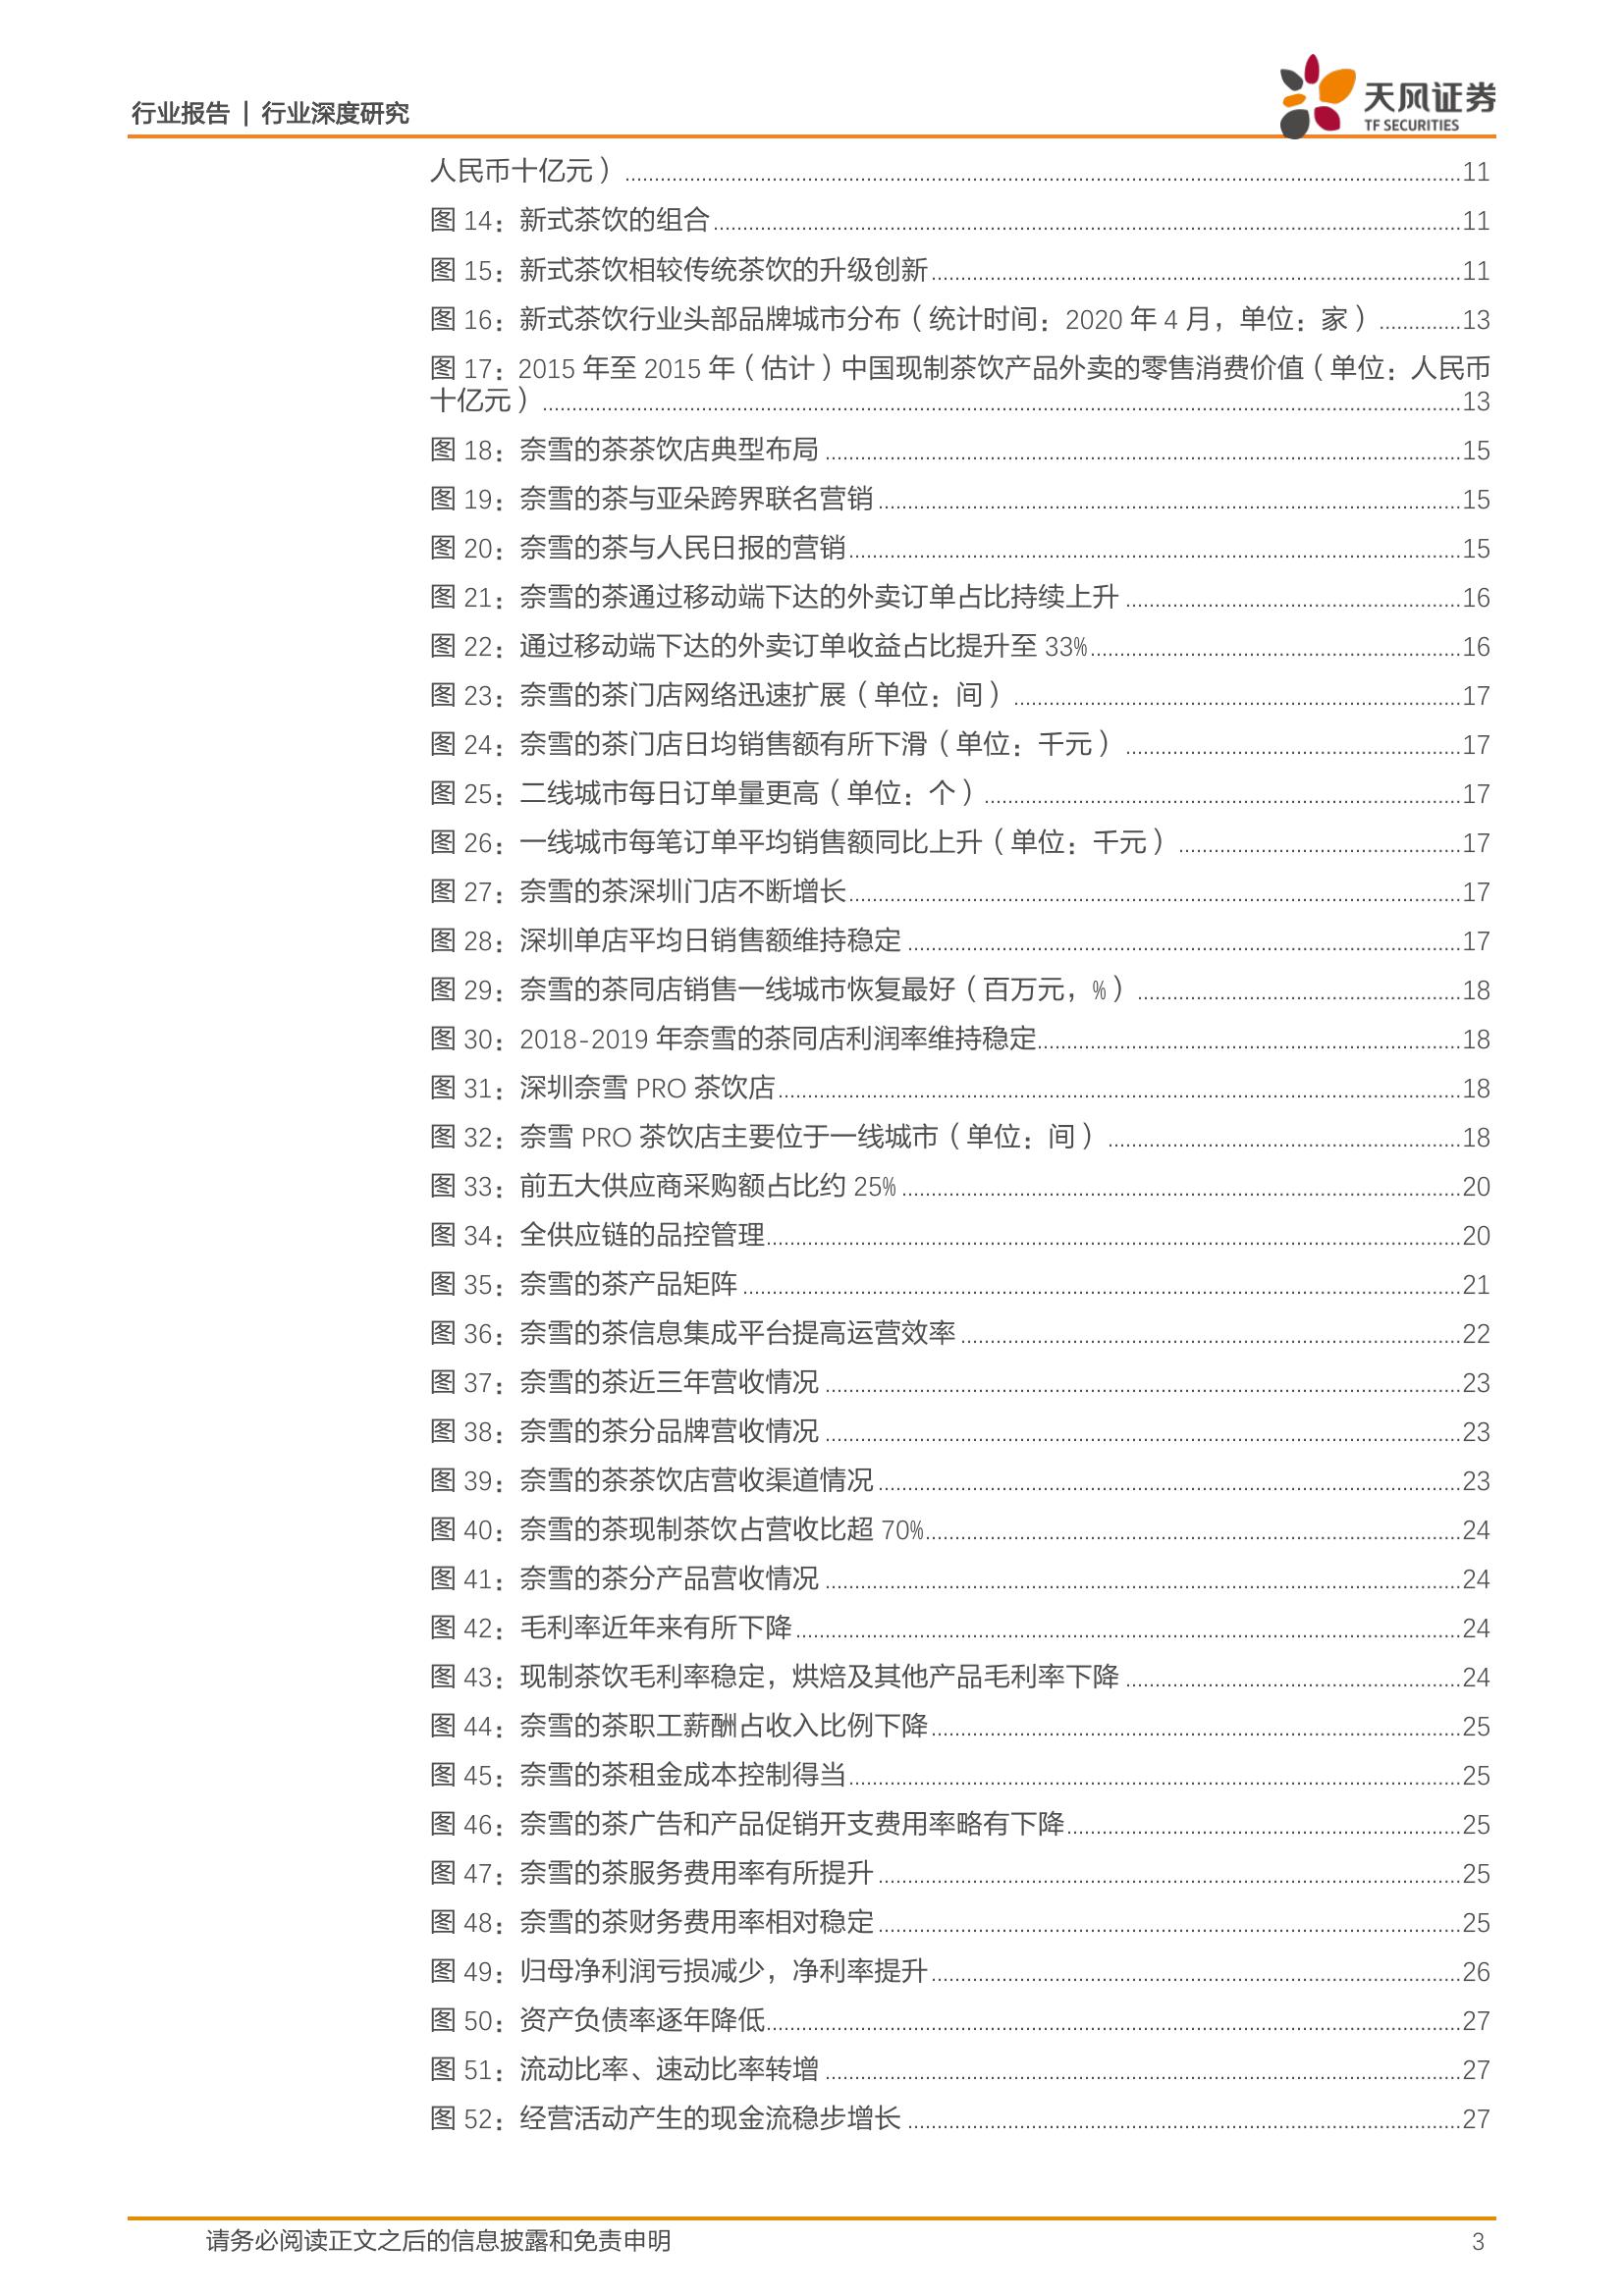 行业报告 | 行业深度研究
天风证券
TF SECURITIES
人民币十亿元）................11
图 14：新式茶饮的组合................11
图 15：新式茶饮相较传统茶饮的升级创新................11
图 16：新式茶饮行业头部品牌城市分布（统计时间：2020 年 4 月，单位：家）................13
图 17：2015 年至 2015 年（估计）中国现制茶饮产品外卖的零售消费价值（单位：人民币
十亿元）................13
图 18：奈雪的茶茶饮店典型布局................15
图 19：奈雪的茶与亚朵跨界联名营销................15
图 20：奈雪的茶与人民日报的营销................15
图 21：奈雪的茶通过移动端下达的外卖订单占比持续上升................16
图 22：通过移动端下达的外卖订单收益占比提升至 33%................16
图 23：奈雪的茶门店网络迅速扩展（单位：间）................17
图 24：奈雪的茶门店日均销售额有所下滑（单位：千元）................17
图 25：二线城市每日订单量更高（单位：个）................17
图 26：一线城市每笔订单平均销售额同比上升（单位：千元）................17
图 27：奈雪的茶深圳门店不断增长................17
图 28：深圳单店平均日销售额维持稳定................17
图 29：奈雪的茶同店销售一线城市恢复最好（百万元，%）................18
图 30：2018-2019 年奈雪的茶同店利润率维持稳定................18
图 31：深圳奈雪 PRO 茶饮店................18
图 32：奈雪 PRO 茶饮店主要位于一线城市（单位：间）................18
图 33：前五大供应商采购额占比约 25%................20
图 34：全供应链的品控管理................20
图 35：奈雪的茶产品矩阵................21
图 36：奈雪的茶信息集成平台提高运营效率................22
图 37：奈雪的茶近三年营收情况................23
图 38：奈雪的茶分品牌营收情况................23
图 39：奈雪的茶茶饮店营收渠道情况................23
图 40：奈雪的茶现制茶饮占营收比超 70%................24
图 41：奈雪的茶分产品营收情况................24
图 42：毛利率近年来有所下降................24
图 43：现制茶饮毛利率稳定，烘焙及其他产品毛利率下降................24
图 44：奈雪的茶职工薪酬占收入比例下降................25
图 45：奈雪的茶租金成本控制得当................25
图 46：奈雪的茶广告和产品促销开支费用率略有下降................25
图 47：奈雪的茶服务费用率有所提升................25
图 48：奈雪的茶财务费用率相对稳定................25
图 49：归母净利润亏损减少，净利率提升................26
图 50：资产负债率逐年降低................27
图 51：流动比率、速动比率转增................27
图 52：经营活动产生的现金流稳步增长................27
请务必阅读正文之后的信息披露和免责申明
3